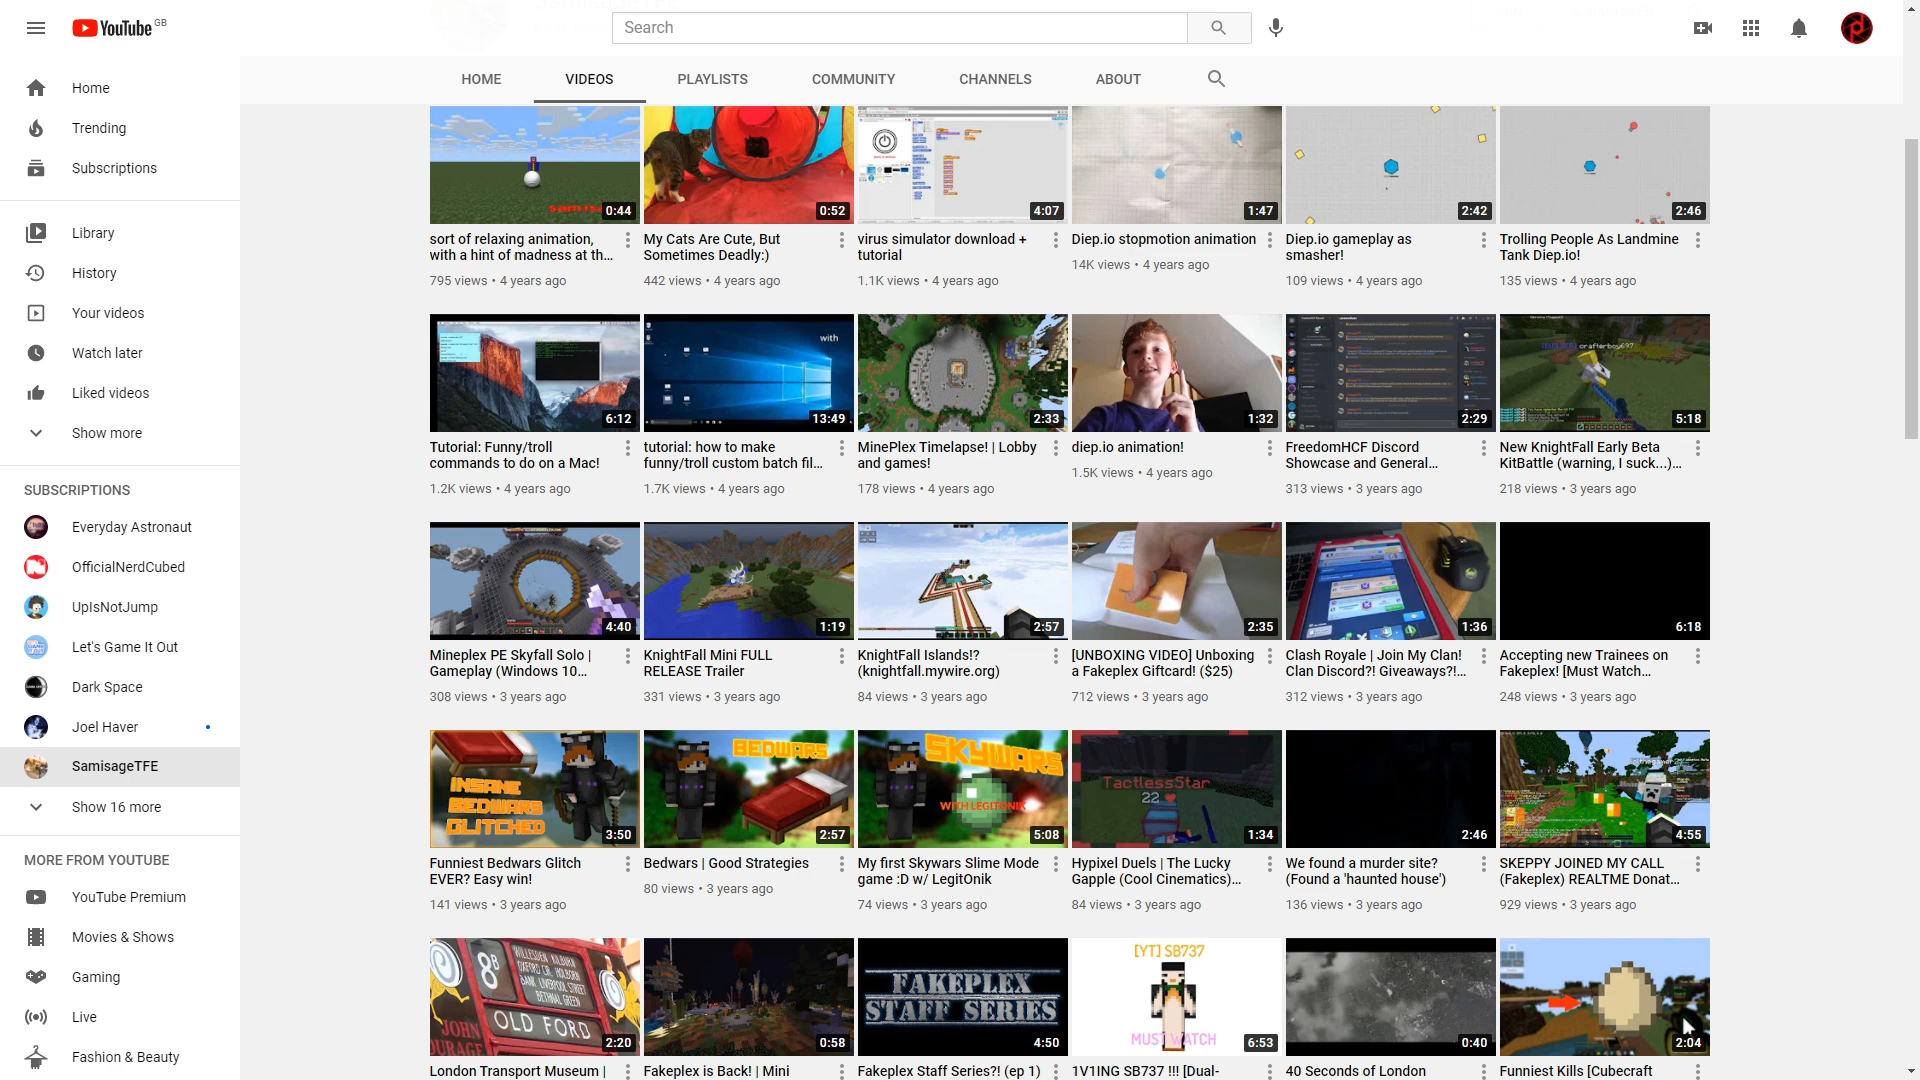 YouTube GB
Search
Home
Trending
Subscriptions
Library
History
Your videos
Watch later
Liked videos
Show more
SUBSCRIPTIONS
Everyday Astronaut
OfficialNerdCubed
UpIsNotJump
Let's Game It Out
Dark Space
Joel Haver
SamisageTFE
Show 16 more
MORE FROM YOUTUBE
YouTube Premium
Movies & Shows
Gaming
Live
Fashion & Beauty
HOME VIDEOS PLAYLISTS COMMUNITY CHANNELS ABOUT
0:44 0:52 4:07 1:47 2:42 2:46
sort of relaxing animation,
with a hint of madness at th...
795 views • 4 years ago
My Cats Are Cute, But
Sometimes Deadly:)
442 views • 4 years ago
virus simulator download +
tutorial
1.1K views • 4 years ago
Diep.io stopmotion animation
14K views • 4 years ago
Diep.io gameplay as
smasher!
109 views • 4 years ago
Trolling People As Landmine
Tank Diep.io!
135 views • 4 years ago
with
crafterboy697
6:12 13:49 2:33 1:32 2:29 5:18
Tutorial: Funny/troll
commands to do on a Mac!
1.2K views • 4 years ago
tutorial: how to make
funny/troll custom batch fil...
1.7K views • 4 years ago
MinePlex Timelapse! | Lobby
and games!
178 views • 4 years ago
diep.io animation!
1.5K views • 4 years ago
FreedomHCF Discord
Showcase and General...
313 views • 3 years ago
New KnightFall Early Beta
KitBattle (warning, I suck...)...
218 views • 3 years ago
4:40 1:19 2:57 2:35 1:36 6:18
Mineplex PE Skyfall Solo |
Gameplay (Windows 10...
308 views • 3 years ago
KnightFall Mini FULL
RELEASE Trailer
331 views • 3 years ago
KnightFall Islands!?
(knightfall.mywire.org)
84 views • 3 years ago
[UNBOXING VIDEO] Unboxing
a Fakeplex Giftcard! ($25)
712 views • 3 years ago
Clash Royale | Join My Clan!
Clan Discord?! Giveaways?!...
312 views • 3 years ago
Accepting new Trainees on
Fakeplex! [Must Watch...
248 views • 3 years ago
INSANE
BEDWARS
GLITCHED
3:50
BEDWARS
2:57
SKYWARS
WITH LEGITONIK
5:08
TactlessStar
22
1:34
2:46
4:55
Funniest Bedwars Glitch
EVER? Easy win!
141 views • 3 years ago
Bedwars | Good Strategies
80 views • 3 years ago
My first Skywars Slime Mode
game :D w/ LegitOnik
74 views • 3 years ago
Hypixel Duels | The Lucky
Gapple (Cool Cinematics)...
84 views • 3 years ago
We found a murder site?
(Found a 'haunted house')
136 views • 3 years ago
SKEPPY JOINED MY CALL
(Fakeplex) REALTME Donat...
929 views • 3 years ago
8B
WILLESDEN KILBURN
OXFORD CIR. HOLBORN
BANK LIVERPOOL STREET
BETHNAL GREEN
OLD FORD
JOHN
2:20
0:58
FAKEPLEX
STAFF SERIES
4:50
[YT] SB737
MUST WATCH
6:53
0:40
2:04
London Transport Museum |
Fakeplex is Back! | Mini
Fakeplex Staff Series?! (ep 1)
1V1ING SB737 !!! [Dual-
40 Seconds of London
Funniest Kills [Cubecraft